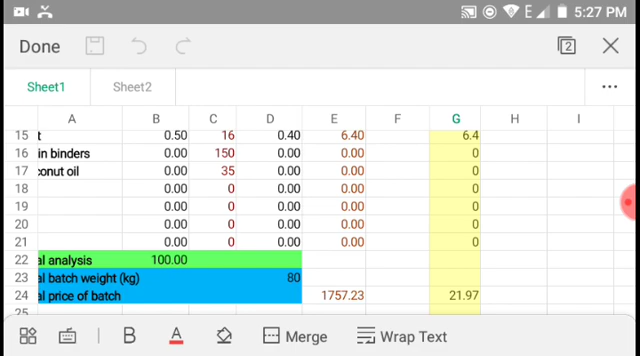 E 5:27 PM
Done 2
Sheet1 Sheet2
A B C D E F G H I
15 t 0.50 16 0.40 6.40 6.4
16 in binders 0.00 150 0.00 0.00 0
17 conut oil 0.00 35 0.00 0.00 0
18 0.00 0 0.00 0.00 0
19 0.00 0 0.00 0.00 0
20 0.00 0 0.00 0.00 0
21 0.00 0 0.00 0.00 0
22 al analysis 100.00
23 al batch weight (kg) 80
24 al price of batch 1757.23 21.97
25
B A Merge Wrap Text